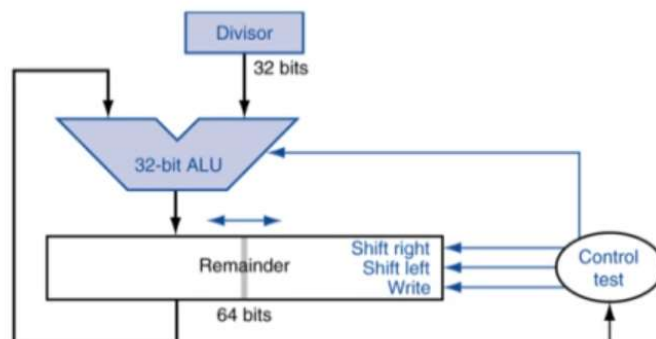 Divisor
32 bits
32-bit ALU
Remainder
Shift right
Shift left
Write
Control
test
64 bits